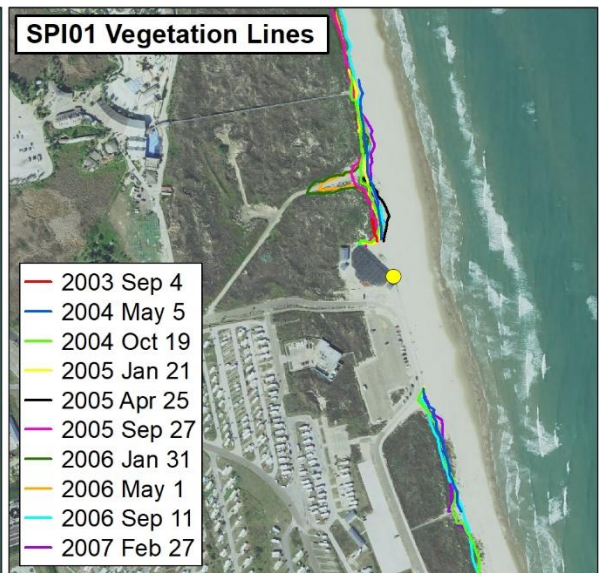 SPI01 Vegetation Lines
2003 Sep 4
2004 May 5
2004 Oct 19
2005 Jan 21
2005 Apr 25
2005 Sep 27
2006 Jan 31
2006 May 1
2006 Sep 11
2007 Feb 27